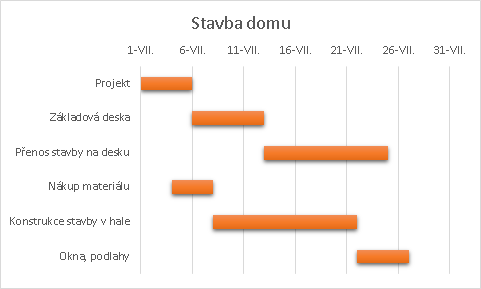 Stavba domu
1-VII. 6-VII. 11-VII. 16-VII. 21-VII. 26-VII. 31-VII.
Projekt
Základová deska
Přenos stavby na desku
Nákup materiálu
Konstrukce stavby v hale
Okna, podlahy